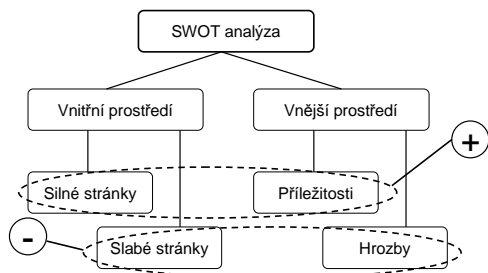 SWOT analýza
Vnitřní prostředí
Vnější prostředí
+
Silné stránky
Příležitosti
-
Slabé stránky
Hrozby